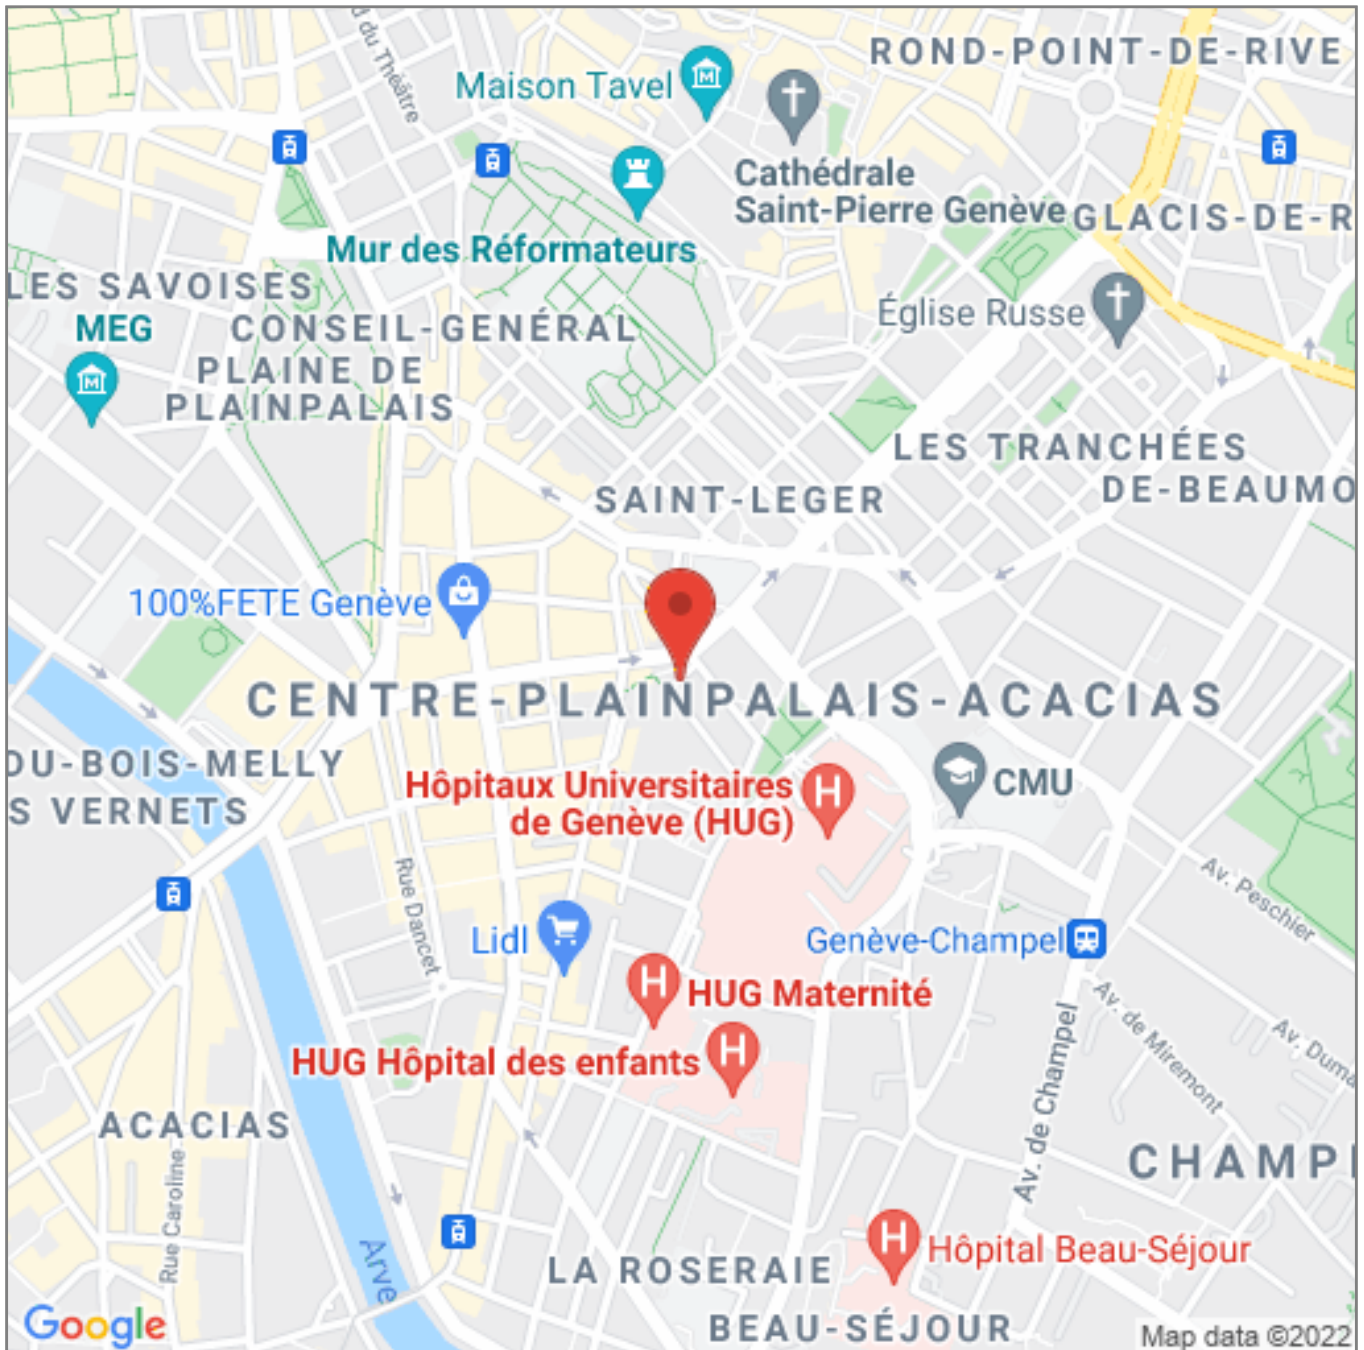 ROND-POINT-DE-RIVE
d du Théâtre
Maison Tavel
Cathédrale
Saint-Pierre Genève
GLACIS-DE-R
Mur des Réformateurs
LES SAVOISES
MEG
CONSEIL-GENÉRAL
Église Russe
PLAINE DE
PLAINPALAIS
LES TRANCHÉES
DE-BEAUMO
SAINT-LEGER
100%FETE Genève
CENTRE-PLAINPALAIS-ACACIAS
DU-BOIS-MELLY
S VERNETS
Hôpitaux Universitaires
de Genève (HUG)
CMU
Rue Dancet
Av. Peschier
Lidl
Genève-Champel
HUG Maternité
HUG Hôpital des enfants
Av. de Champel
Av. de Miremont
Av. Duma
ACACIAS
CHAMP
Rue Caroline
Arve
LA ROSERAIE
Hôpital Beau-Séjour
BEAU-SÉJOUR
Google
Map data ©2022